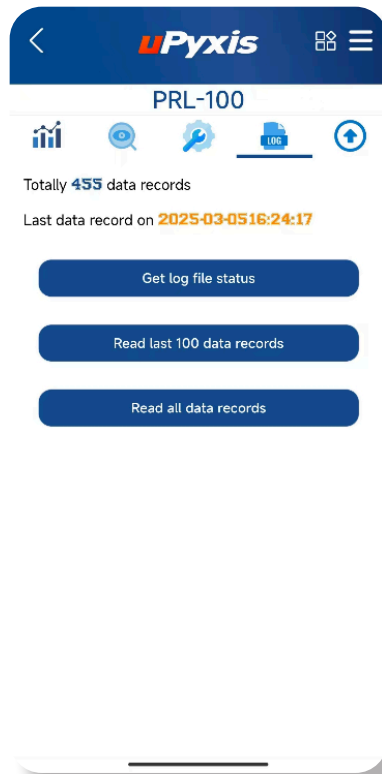 uPyxis
PRL-100
LOG
Totally 455 data records
Last data record on 2025-03-0516:24:17
Get log file status
Read last 100 data records
Read all data records